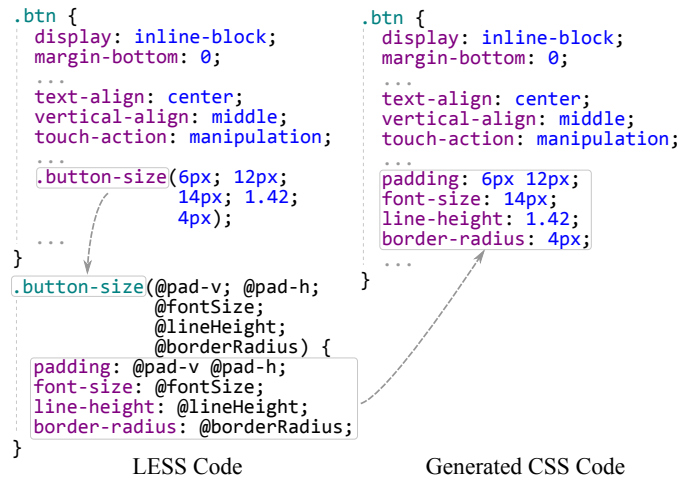 .btn {
  display: inline-block;
  margin-bottom: 0;
  ...
  text-align: center;
  vertical-align: middle;
  touch-action: manipulation;
  ...
  .button-size(6px; 12px;
               14px; 1.42;
               4px);
  ...
}
.button-size(@pad-v; @pad-h;
             @fontSize;
             @lineHeight;
             @borderRadius) {
  padding: @pad-v @pad-h;
  font-size: @fontSize;
  line-height: @lineHeight;
  border-radius: @borderRadius;
}
LESS Code
.btn {
  display: inline-block;
  margin-bottom: 0;
  ...
  text-align: center;
  vertical-align: middle;
  touch-action: manipulation;
  ...
  padding: 6px 12px;
  font-size: 14px;
  line-height: 1.42;
  border-radius: 4px;
  ...
}
Generated CSS Code